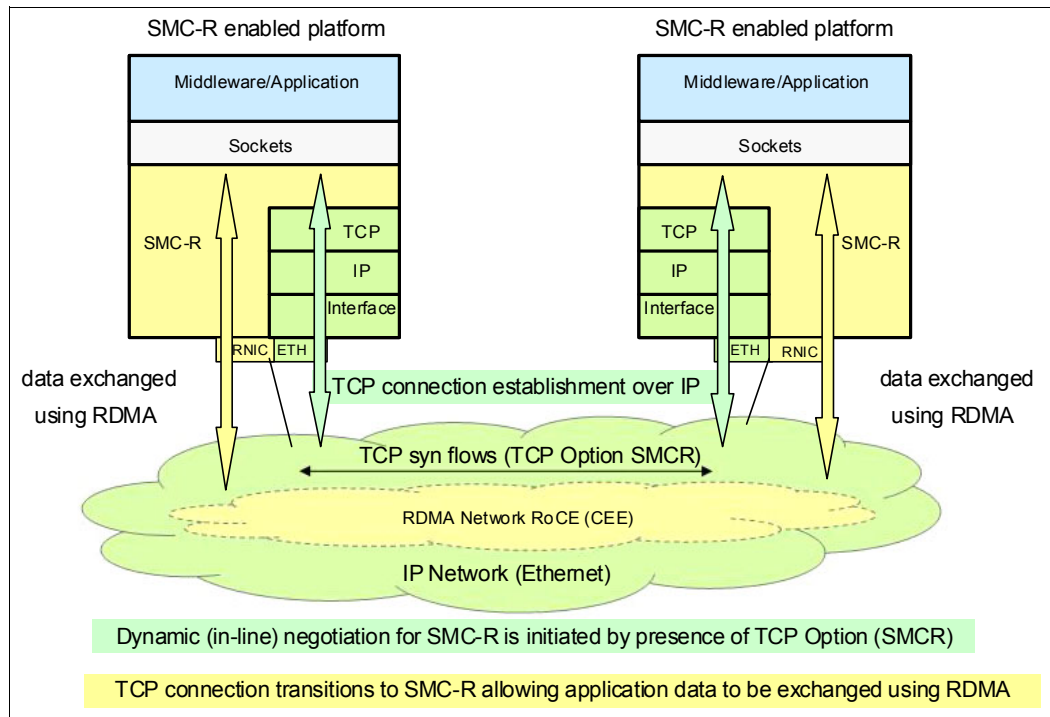 SMC-R enabled platform
SMC-R enabled platform
Middleware/Application
Middleware/Application
Sockets
Sockets
SMC-R
TCP
IP
Interface
TCP
IP
Interface
SMC-R
RNIC
ETH
ETH
RNIC
data exchanged
using RDMA
TCP connection establishment over IP
data exchanged
using RDMA
TCP syn flows (TCP Option SMCR)
RDMA Network RoCE (CEE)
IP Network (Ethernet)
Dynamic (in-line) negotiation for SMC-R is initiated by presence of TCP Option (SMCR)
TCP connection transitions to SMC-R allowing application data to be exchanged using RDMA